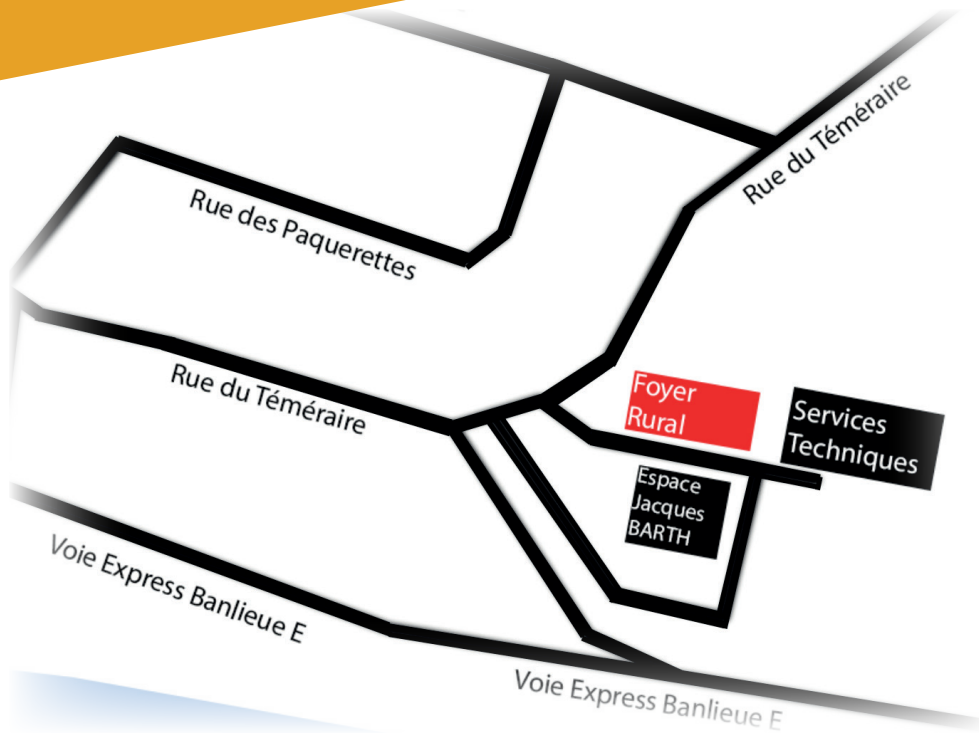 Rue du Téméraire
Rue des Paquerettes
Rue du Téméraire
Foyer
Rural
Services
Techniques
Espace
Jacques
BARTH
Voie Express Banlieue E
Voie Express Banlieue E